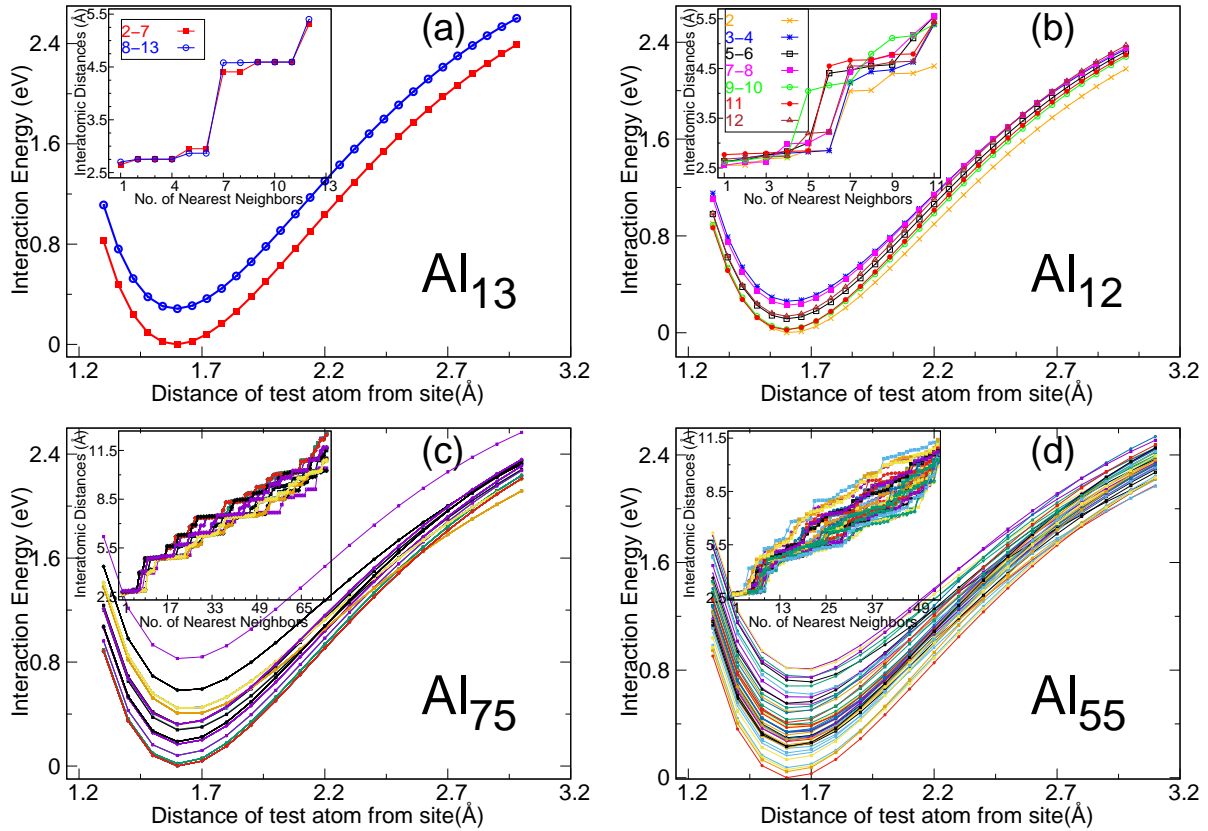 (a)
Interaction Energy (eV)
2.4
1.6
0.8
0
1.2 1.7 2.2 2.7 3.2
Distance of test atom from site(Å)
Al13
2−7
8−13
Interatomic Distances (Å)
5.5
4.5
3.5
2.5
1 4 7 10 13
No. of Nearest Neighbors
(b)
Interaction Energy (eV)
2.4
1.6
0.8
0
1.2 1.7 2.2 2.7 3.2
Distance of test atom from site(Å)
Al12
2
3−4
5−6
7−8
9−10
11
12
Interatomic Distances (Å)
5.5
4.5
3.5
2.5
1 3 5 7 9 11
No. of Nearest Neighbors
(c)
Interaction Energy (eV)
2.4
1.6
0.8
0
1.2 1.7 2.2 2.7 3.2
Distance of test atom from site(Å)
Al75
Interatomic Distances (Å)
11.5
8.5
5.5
2.5
1 17 33 49 65
No. of Nearest Neighbors
(d)
Interaction Energy (eV)
2.4
1.6
0.8
0
1.2 1.7 2.2 2.7 3.2
Distance of test atom from site(Å)
Al55
Interatomic Distances (Å)
11.5
8.5
5.5
2.5
1 13 25 37 49
No. of Nearest Neighbors